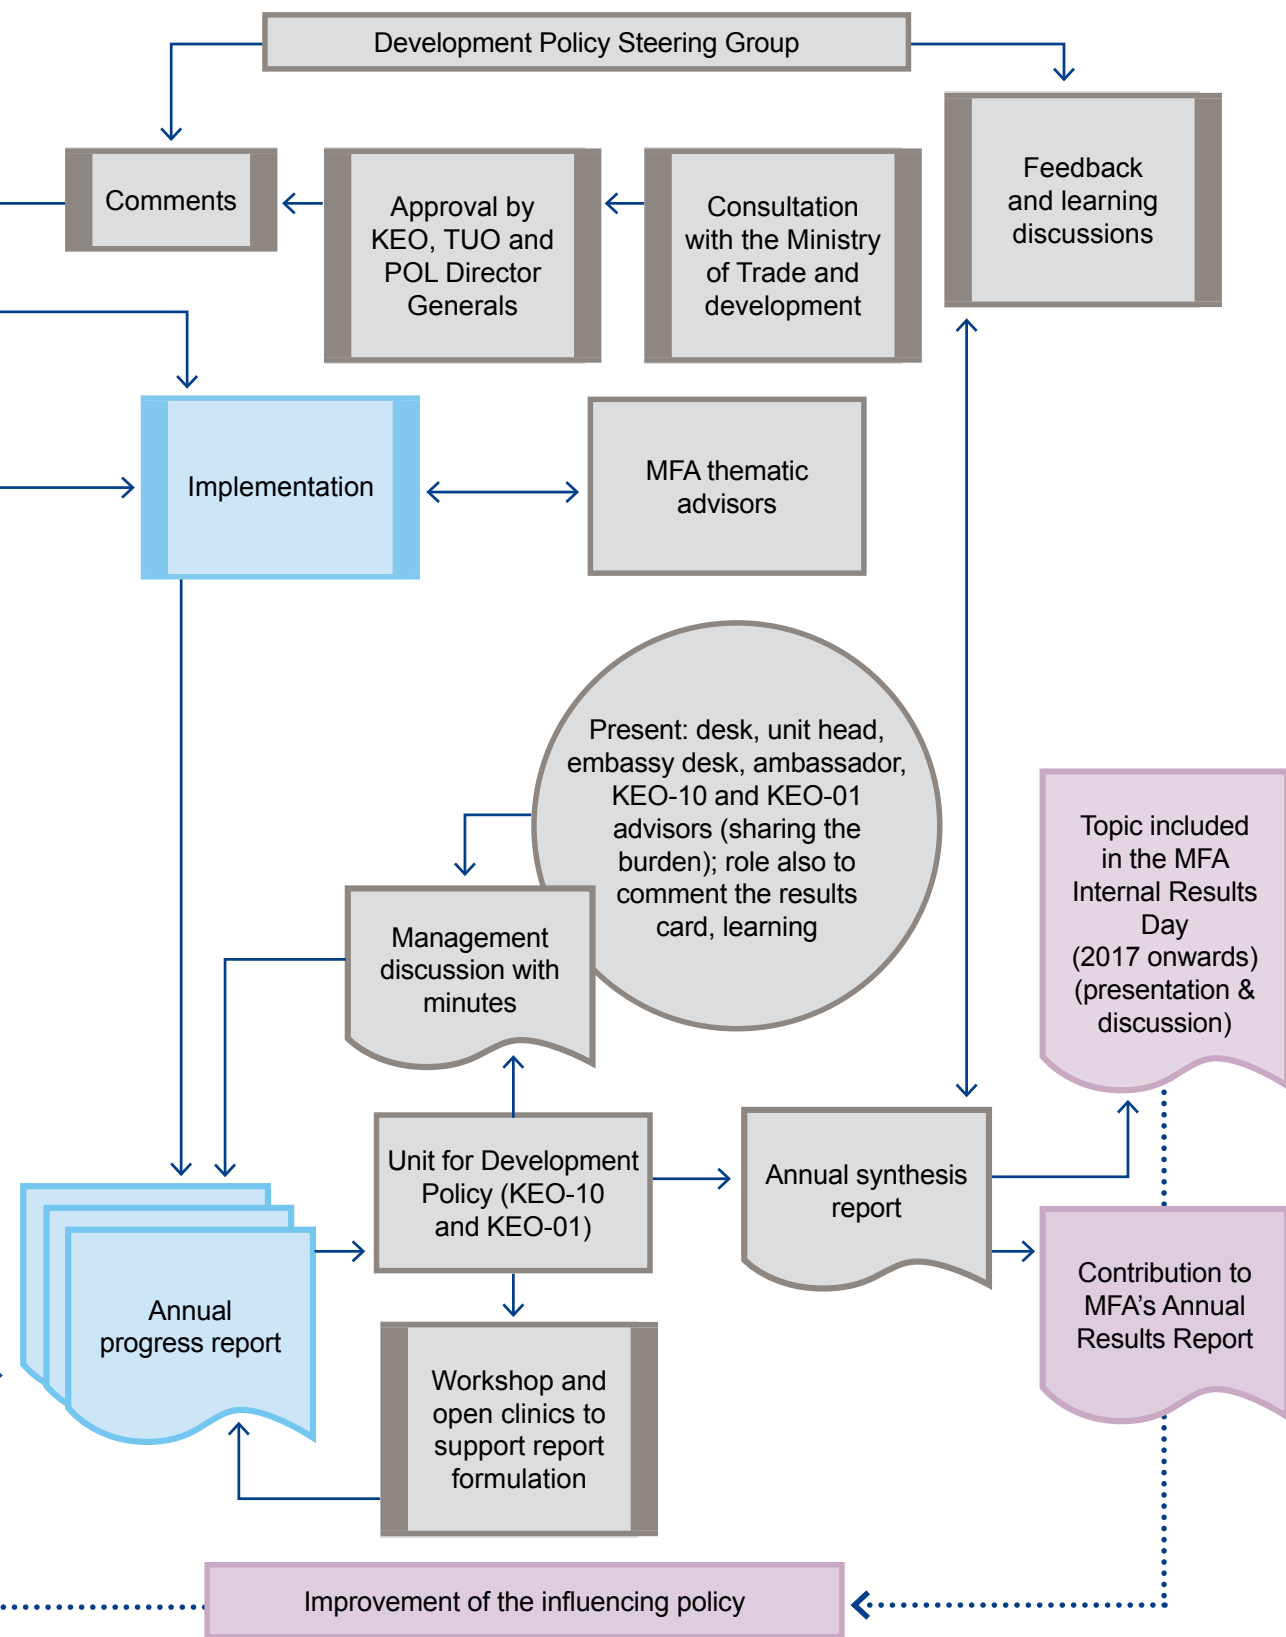 Development Policy Steering Group
Comments
Approval by
KEO, TUO and
POL Director
Generals
Consultation
with the Ministry
of Trade and
development
Feedback
and learning
discussions
Implementation
MFA thematic
advisors
Present: desk, unit head,
embassy desk, ambassador,
KEO-10 and KEO-01
advisors (sharing the
burden); role also to
comment the results
card, learning
Management
discussion with
minutes
Topic included
in the MFA
Internal Results
Day
(2017 onwards)
(presentation &
discussion)
Unit for Development
Policy (KEO-10
and KEO-01)
Annual synthesis
report
Annual
progress report
Contribution to
MFA's Annual
Results Report
Workshop and
open clinics to
support report
formulation
Improvement of the influencing policy